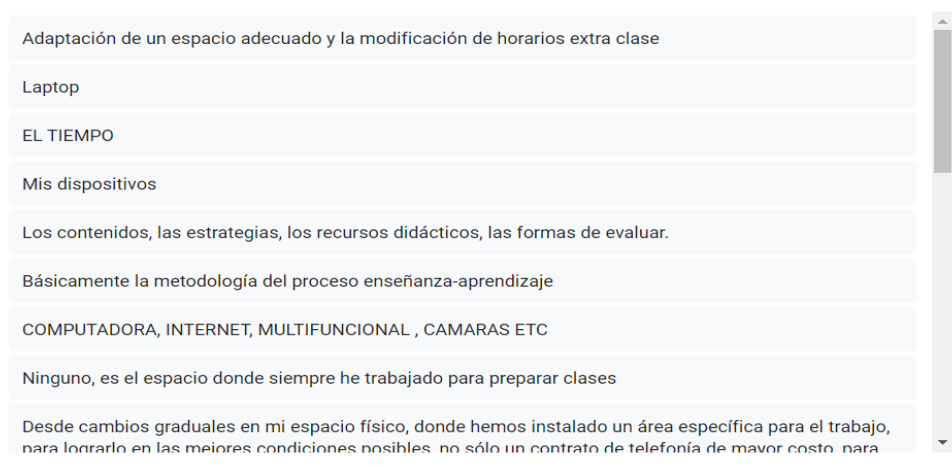 Adaptación de un espacio adecuado y la modificación de horarios extra clase
Laptop
EL TIEMPO
Mis dispositivos
Los contenidos, las estrategias, los recursos didácticos, las formas de evaluar.
Básicamente la metodología del proceso enseñanza-aprendizaje
COMPUTADORA, INTERNET, MULTIFUNCIONAL , CAMARAS ETC
Ninguno, es el espacio donde siempre he trabajado para preparar clases
Desde cambios graduales en mi espacio físico, donde hemos instalado un área específica para el trabajo,
para lograrlo en las mejores condiciones posibles, no sólo un contrato de telefonía de mayor costo, para